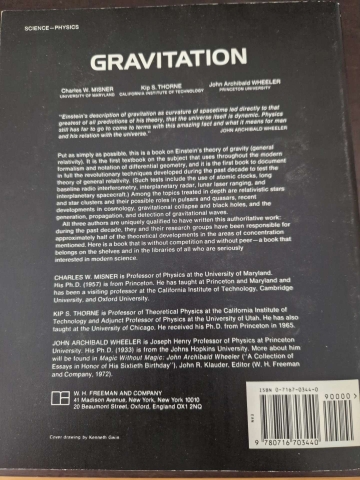 SCIENCE—PHYSICS
GRAVITATION
Charles W. MISNER
UNIVERSITY OF MARYLAND
Kip S. THORNE
CALIFORNIA INSTITUTE OF TECHNOLOGY
John Archibald WHEELER
PRINCETON UNIVERSITY
"Einstein's description of gravitation as curvature of spacetime led directly to that
greatest of all predictions of his theory, that the universe itself is dynamic. Physics
still has far to go to come to terms with this amazing fact and what it means for man
and his relation with the universe."
JOHN ARCHIBALD WHEELER
Put as simply as possible, this is a book on Einstein's theory of gravity (general
relativity). It is the first textbook on the subject that uses throughout the modern
formalism and notation of differential geometry, and it is the first book to document
in full the revolutionary techniques developed during the past decade to test the
theory of general relativity. (Such tests include the use of atomic clocks, long
baseline radio interferometry, interplanetary radar, lunar laser ranging, and
interplanetary spacecraft.) Among the topics treated in depth are relativistic stars
and star clusters and their possible roles in pulsars and quasars, recent
developments in cosmology, gravitational collapse and black holes, and the
generation, propagation, and detection of gravitational waves.
All three authors are uniquely qualified to have written this authoritative work:
during the past decade, they and their research groups have been responsible for
approximately half of the theoretical developments in the areas of concentration
mentioned. Here is a book that is without competition and without peer—a book that
belongs on the shelves and in the libraries of all who are seriously
interested in modern science.
CHARLES W. MISNER is Professor of Physics at the University of Maryland.
His Ph.D. (1957) is from Princeton. He has taught at Princeton and Maryland and
has been a visiting professor at the California Institute of Technology, Cambridge
University, and Oxford University.
KIP S. THORNE is Professor of Theoretical Physics at the California Institute of
Technology and Adjunct Professor of Physics at the University of Utah. He has also
taught at the University of Chicago. He received his Ph.D. from Princeton in 1965.
JOHN ARCHIBALD WHEELER is Joseph Henry Professor of Physics at Princeton
University. His Ph.D. (1933) is from the Johns Hopkins University. More about him
will be found in Magic Without Magic: John Archibald Wheeler ("A Collection of
Essays in Honor of His Sixtieth Birthday"), John R. Klauder, Editor (W. H. Freeman
and Company, 1972).
W. H. FREEMAN AND COMPANY
41 Madison Avenue, New York, New York 10010
20 Beaumont Street, Oxford, England OX1 2NQ
Cover drawing by Kenneth Gwin
ISBN 0-7167-0344-0
90000
9 780716 703440